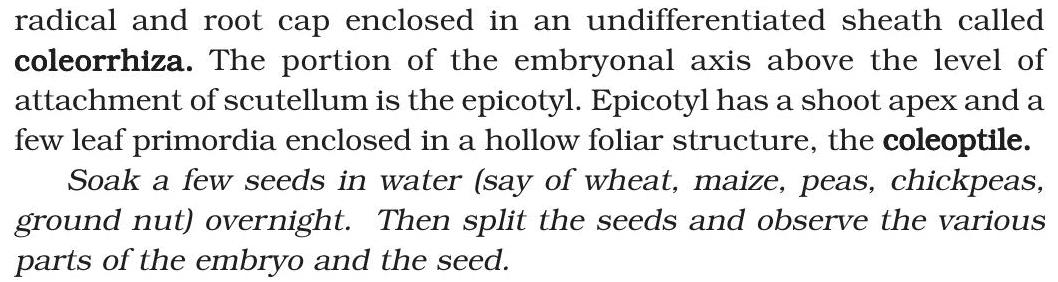 radical and root cap enclosed in an undifferentiated sheath called
coleorrhiza. The portion of the embryonal axis above the level of
attachment of scutellum is the epicotyl. Epicotyl has a shoot apex and a
few leaf primordia enclosed in a hollow foliar structure, the coleoptile.
Soak a few seeds in water (say of wheat, maize, peas, chickpeas,
ground nut) overnight. Then split the seeds and observe the various
parts of the embryo and the seed.